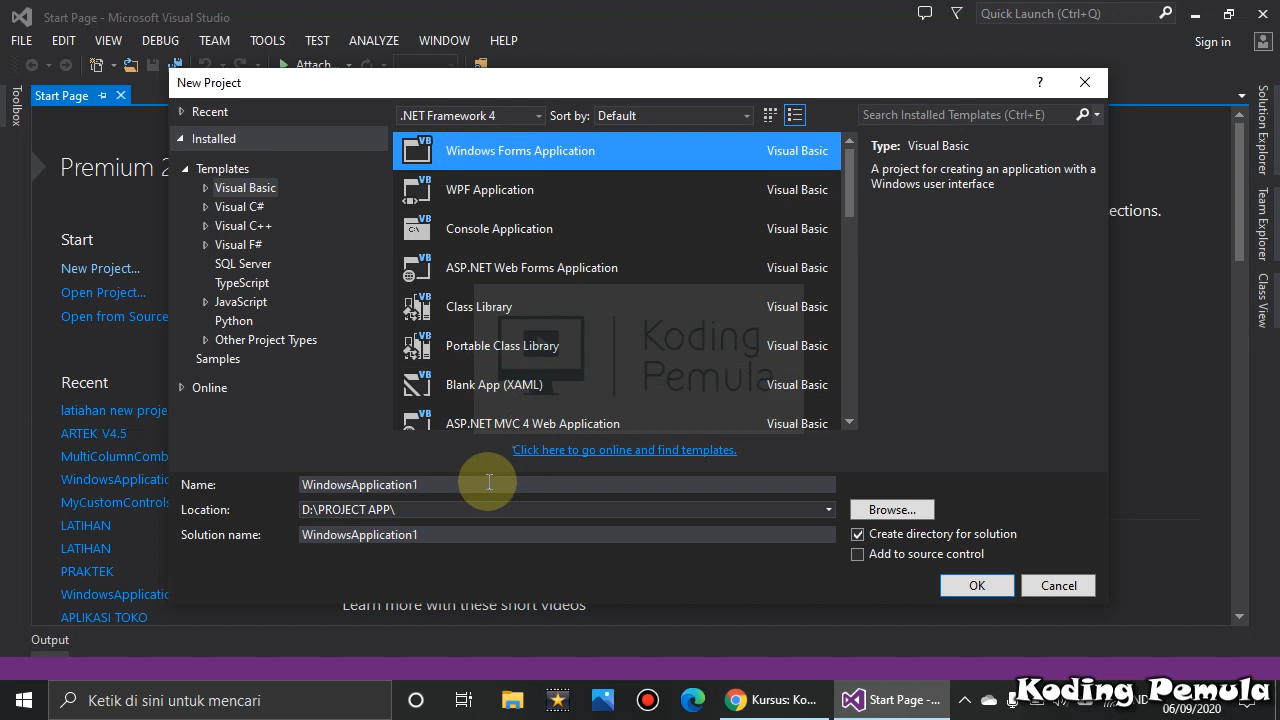 Start Page - Microsoft Visual Studio
Quick Launch (Ctrl+Q)
FILE EDIT VIEW DEBUG TEAM TOOLS TEST ANALYZE WINDOW HELP
Sign in
Attach...
Toolbox
Start Page
New Project
Premium 2
Start
New Project...
Open Project...
Open from Source
Recent
latiahan new proje
ARTEK V4.5
MultiColumnComb
WindowsApplication
MyCustomControls
LATIHAN
LATIHAN
PRAKTEK
WindowsApplication
APLIKASI TOKO
Recent
Installed
Templates
Visual Basic
Visual C#
Visual C++
Visual F#
SQL Server
TypeScript
JavaScript
Python
Other Project Types
Samples
Online
.NET Framework 4
Sort by: Default
Search Installed Templates (Ctrl+E)
Windows Forms Application Visual Basic
WPF Application Visual Basic
Console Application Visual Basic
ASP.NET Web Forms Application Visual Basic
Class Library Visual Basic
Portable Class Library Visual Basic
Blank App (XAML) Visual Basic
ASP.NET MVC 4 Web Application Visual Basic
Koding
Pemula
Click here to go online and find templates.
Type: Visual Basic
A project for creating an application with a
Windows user interface
ections.
Solution Explorer
Team Explorer
Class View
Name: WindowsApplication1
Location: D:\PROJECT APP\
Browse...
Solution name: WindowsApplication1
Create directory for solution
Add to source control
OK
Cancel
Learn more with these short videos
Output
Ketik di sini untuk mencari
Kursus: Ko...
Start Page -...
Koding Pemula
06/09/2020